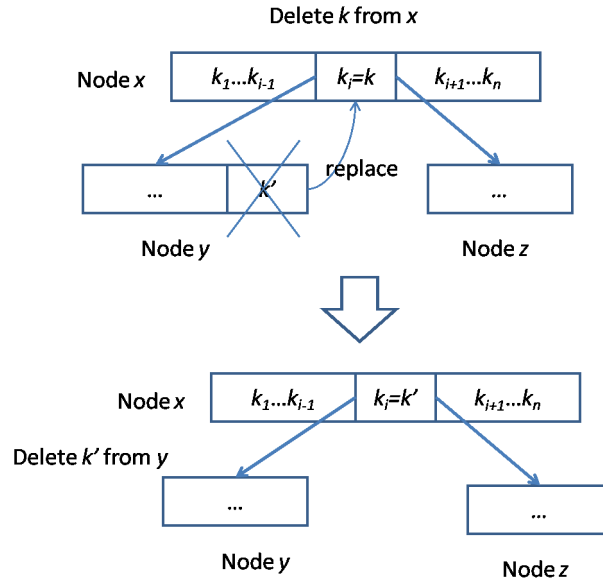 Delete k from x
Node x k₁...kᵢ₋₁ kᵢ=k kᵢ₊₁...kₙ
replace
... k’ ...
Node y Node z
Node x k₁...kᵢ₋₁ kᵢ=k’ kᵢ₊₁...kₙ
Delete k’ from y
... ...
Node y Node z